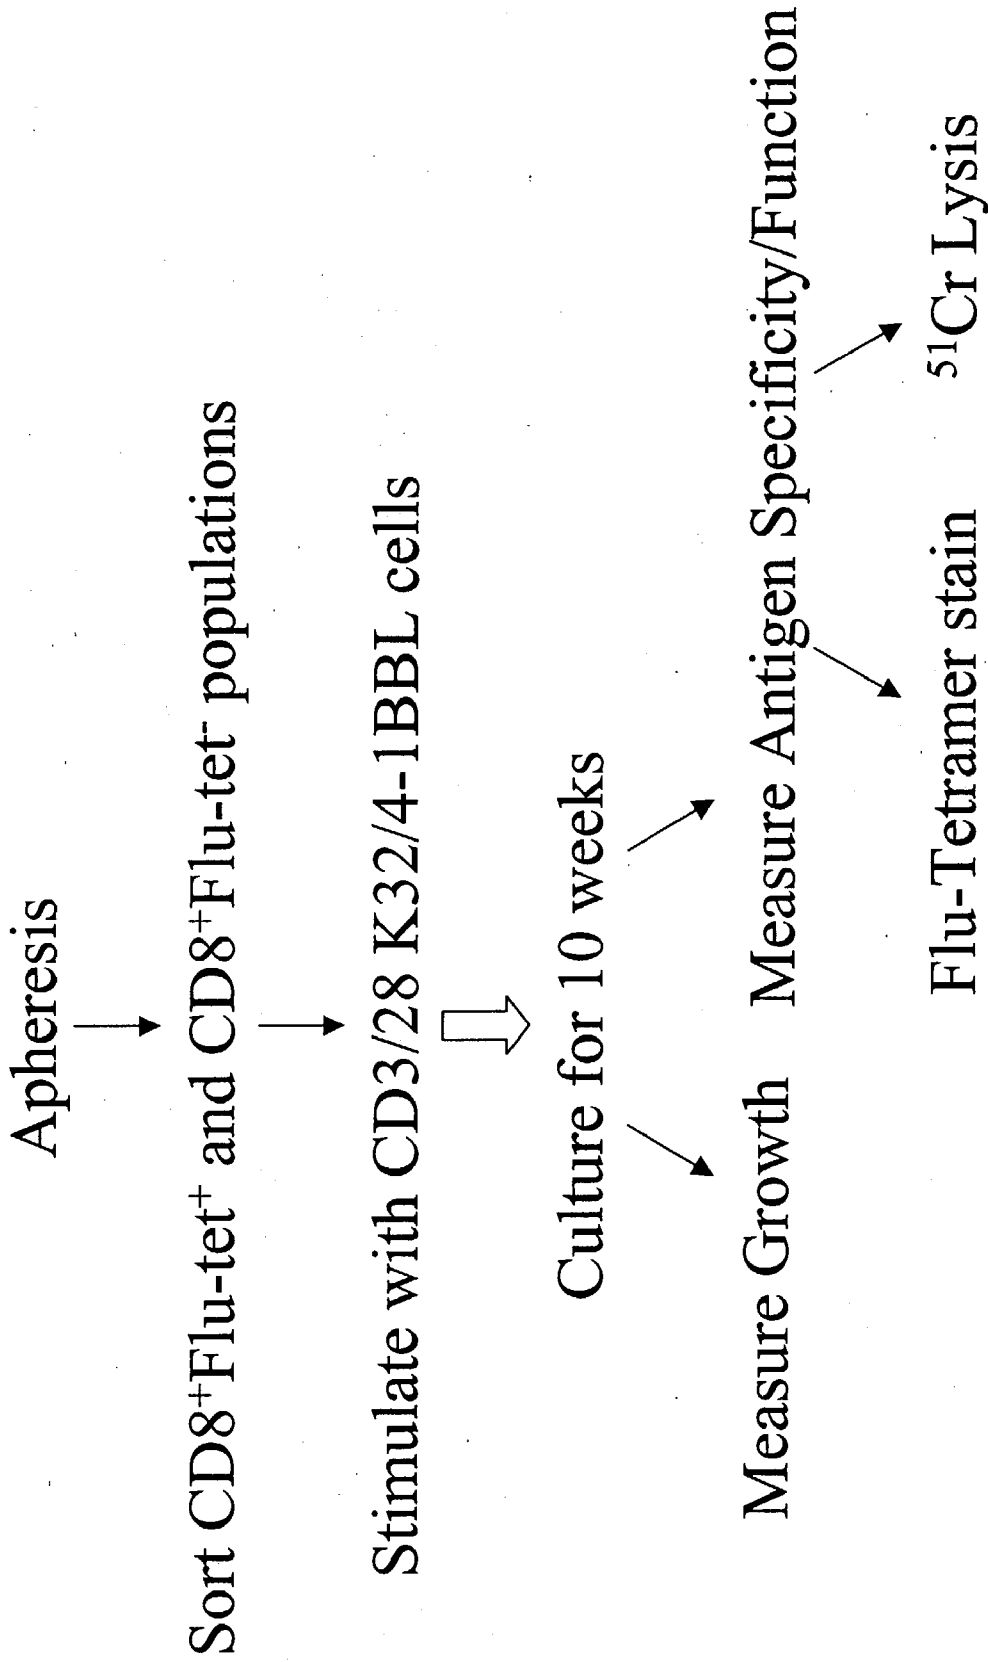 Apheresis
Sort CD8⁺Flu-tet⁺ and CD8⁺Flu-tet⁻ populations
Stimulate with CD3/28 K32/4-1BBL cells
Culture for 10 weeks
Measure Growth
Measure Antigen Specificity/Function
Flu-Tetramer stain
⁵¹Cr Lysis